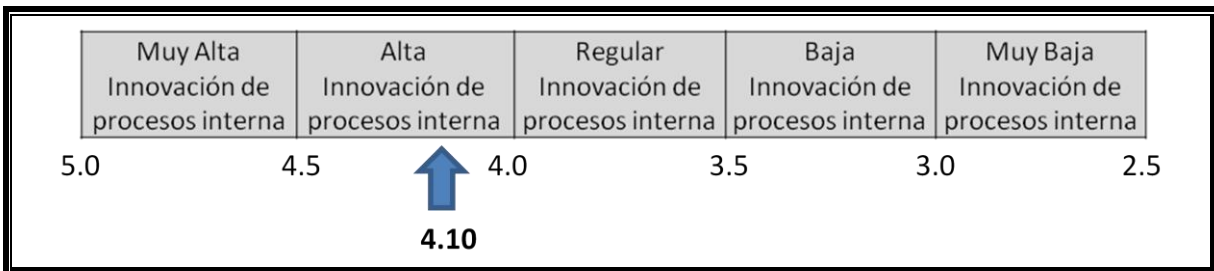 Muy Alta Innovación de procesos interna
Alta Innovación de procesos interna
Regular Innovación de procesos interna
Baja Innovación de procesos interna
Muy Baja Innovación de procesos interna
5.0 4.5 4.0 3.5 3.0 2.5
4.10